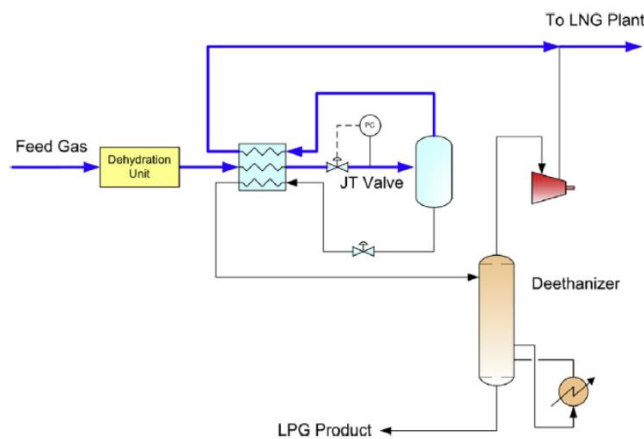 To LNG Plant
Feed Gas
Dehydration
Unit
PC
JT Valve
Deethanizer
LPG Product